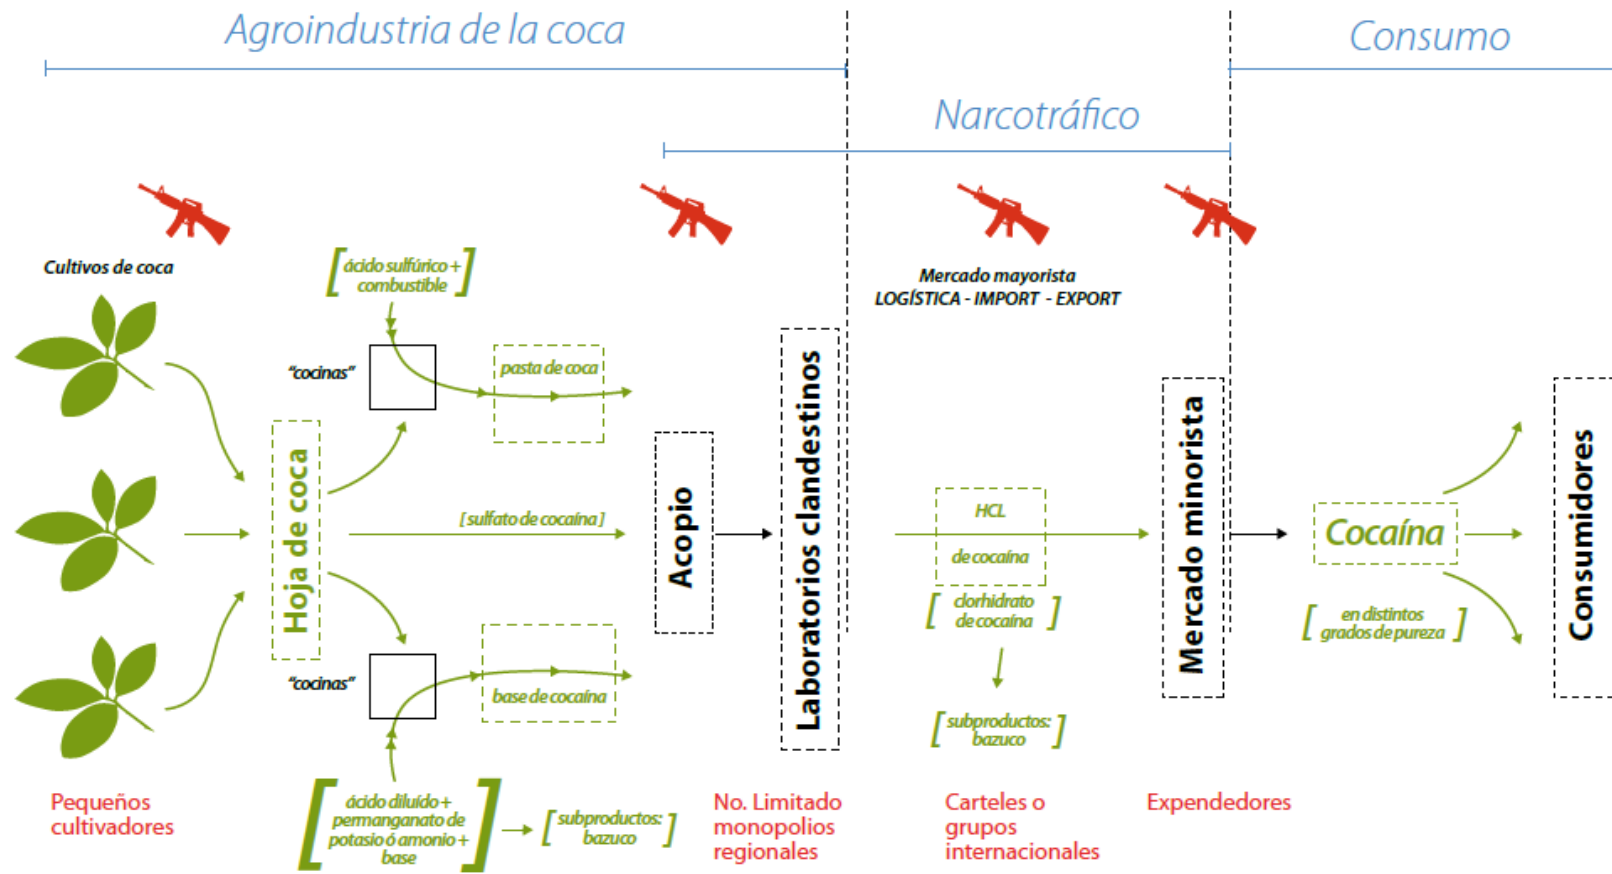 Agroindustria de la coca
Consumo
Narcotráfico
Cultivos de coca
[ácido sulfúrico +
combustible]
Mercado mayorista
LOGÍSTICA - IMPORT - EXPORT
"cocinas"
pasta de coca
Hoja de coca
[sulfato de cocaína]
Acopio
Laboratorios clandestinos
HCL
de cocaína
[clorhidrato
de cocaína]
Mercado minorista
Cocaína
[en distintos
grados de pureza]
Consumidores
"cocinas"
base de cocaína
[subproductos:
bazuco]
Pequeños
cultivadores
[ácido diluído +
permanganato de
potasio ó amonio +
base]
[subproductos:
bazuco]
No. Limitado
monopolios
regionales
Carteles o
grupos
internacionales
Expendedores